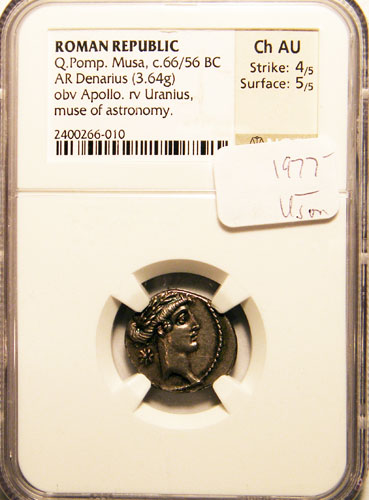 ROMAN REPUBLIC
Q.Pomp. Musa, c.66/56 BC
AR Denarius (3.64g)
obv Apollo. rv Uranius,
muse of astronomy.
2400266-010
Ch AU
Strike: 4/5
Surface: 5/5
1977